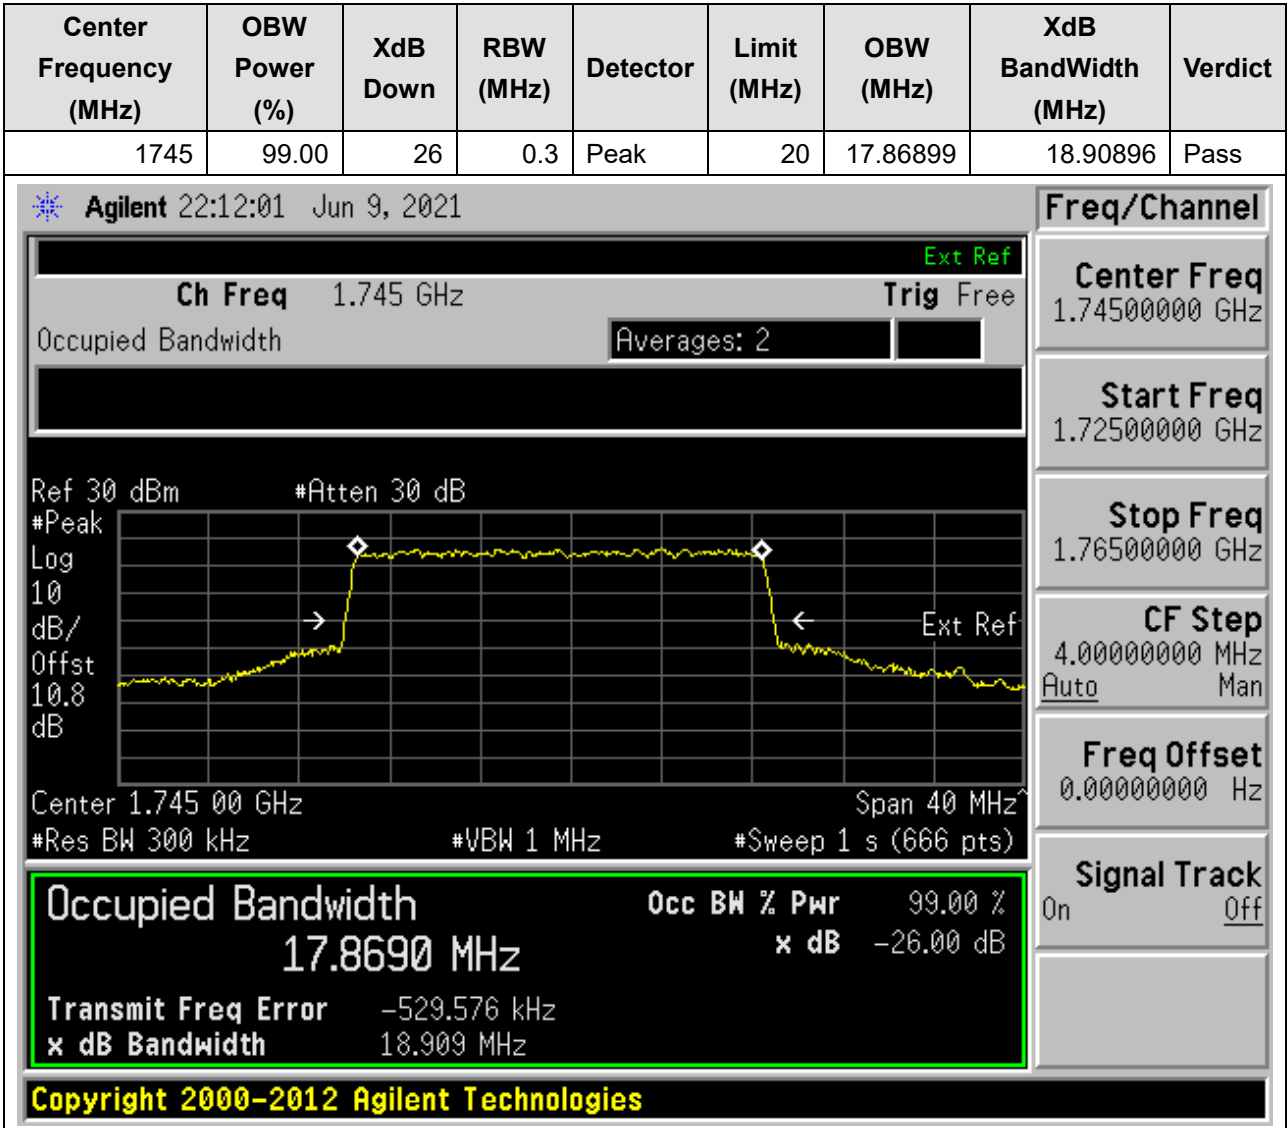 Center Frequency (MHz) OBW Power (%) XdB Down RBW (MHz) Detector Limit (MHz) OBW (MHz) XdB BandWidth (MHz) Verdict
1745 99.00 26 0.3 Peak 20 17.86899 18.90896 Pass
Agilent 22:12:01 Jun 9, 2021
Ext Ref
Ch Freq 1.745 GHz Trig Free
Occupied Bandwidth Averages: 2
Ref 30 dBm #Atten 30 dB
#Peak
Log
10
dB/
Offst
10.8
dB
Ext Ref
Center 1.745 00 GHz Span 40 MHz^
#Res BW 300 kHz #VBW 1 MHz #Sweep 1 s (666 pts)
Occupied Bandwidth
17.8690 MHz
Occ BW % Pwr 99.00 %
x dB -26.00 dB
Transmit Freq Error -529.576 kHz
x dB Bandwidth 18.909 MHz
Copyright 2000-2012 Agilent Technologies
Freq/Channel
Center Freq
1.74500000 GHz
Start Freq
1.72500000 GHz
Stop Freq
1.76500000 GHz
CF Step
4.00000000 MHz
Auto Man
Freq Offset
0.00000000 Hz
Signal Track
On Off